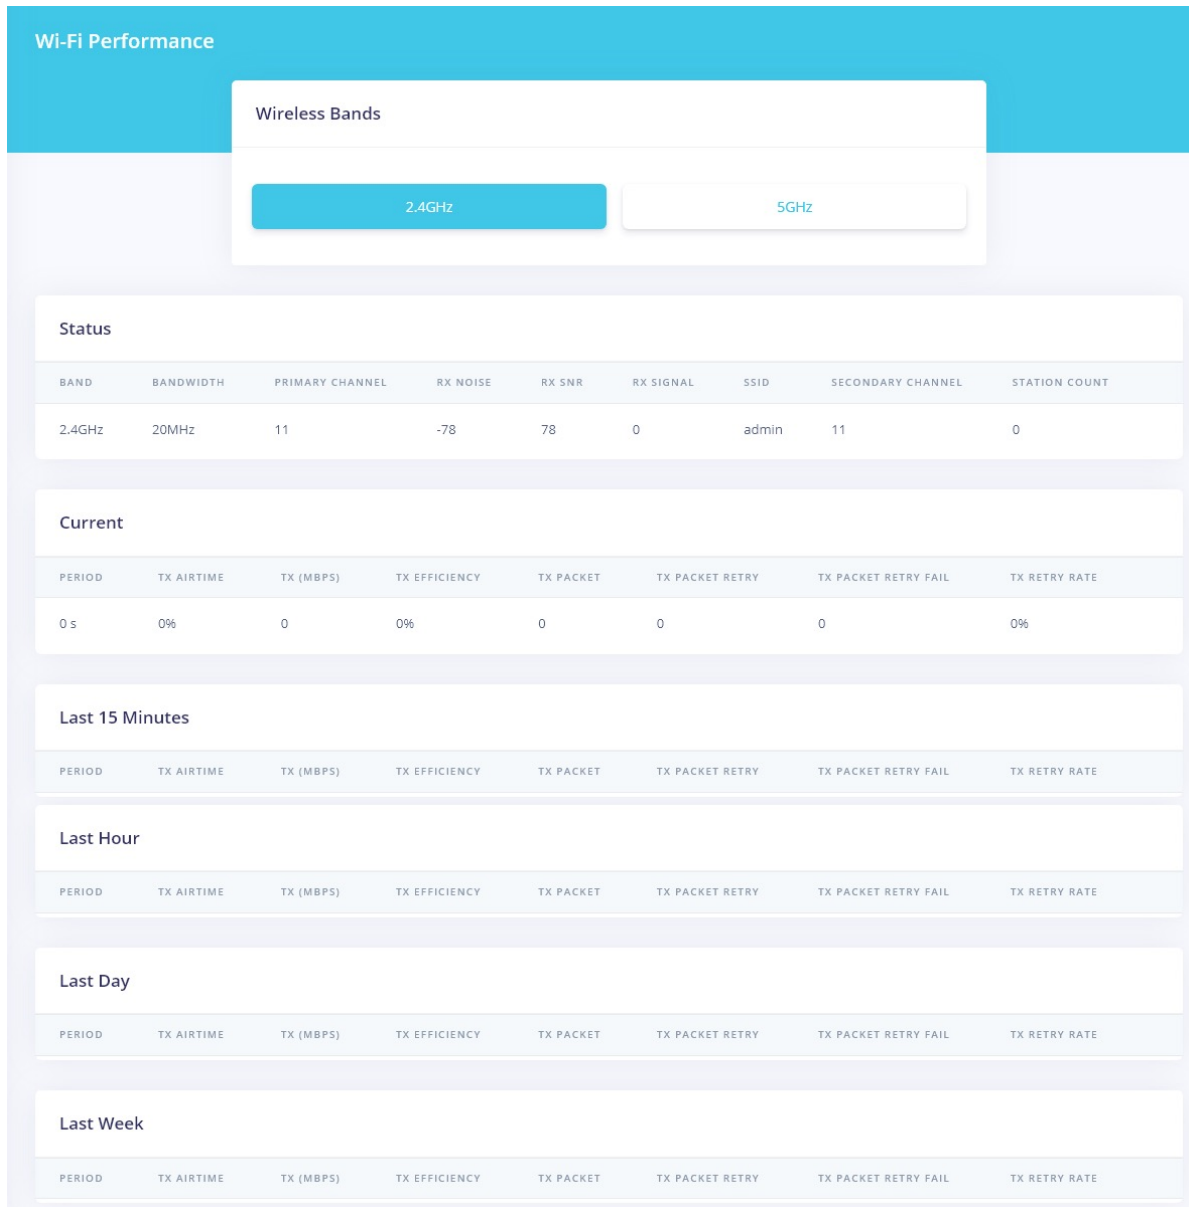 Wi-Fi Performance
Wireless Bands
2.4GHz 5GHz
Status
BAND BANDWIDTH PRIMARY CHANNEL RX NOISE RX SNR RX SIGNAL SSID SECONDARY CHANNEL STATION COUNT
2.4GHz 20MHz 11 -78 78 0 admin 11 0
Current
PERIOD TX AIRTIME TX (MBPS) TX EFFICIENCY TX PACKET TX PACKET RETRY TX PACKET RETRY FAIL TX RETRY RATE
0 s 0% 0 0% 0 0 0 0%
Last 15 Minutes
PERIOD TX AIRTIME TX (MBPS) TX EFFICIENCY TX PACKET TX PACKET RETRY TX PACKET RETRY FAIL TX RETRY RATE
Last Hour
PERIOD TX AIRTIME TX (MBPS) TX EFFICIENCY TX PACKET TX PACKET RETRY TX PACKET RETRY FAIL TX RETRY RATE
Last Day
PERIOD TX AIRTIME TX (MBPS) TX EFFICIENCY TX PACKET TX PACKET RETRY TX PACKET RETRY FAIL TX RETRY RATE
Last Week
PERIOD TX AIRTIME TX (MBPS) TX EFFICIENCY TX PACKET TX PACKET RETRY TX PACKET RETRY FAIL TX RETRY RATE